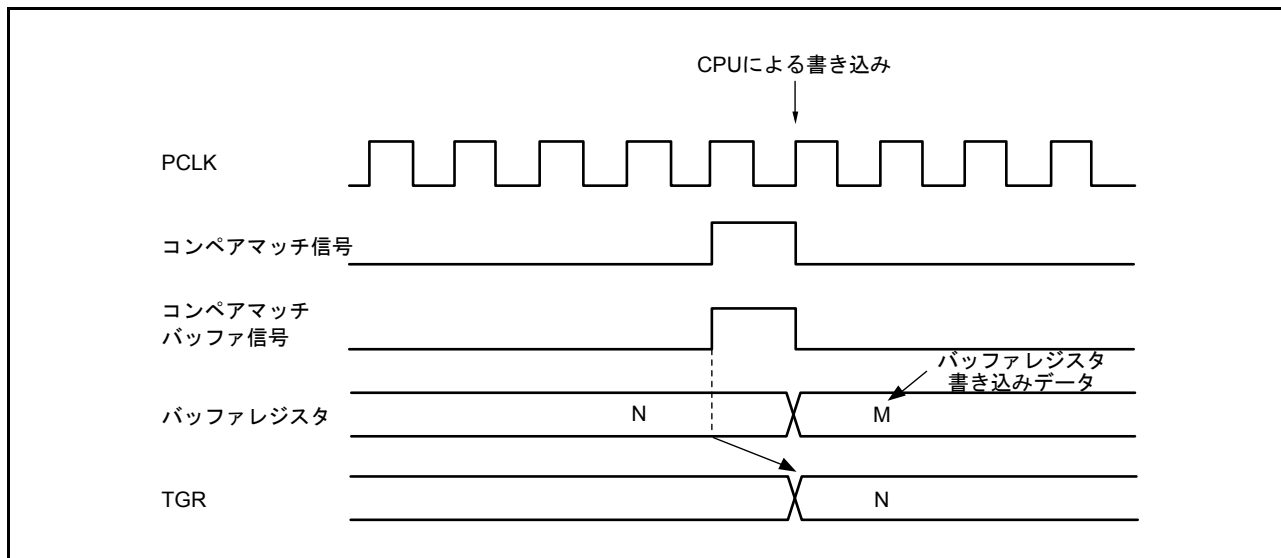 CPUによる書き込み
PCLK
コンペアマッチ信号
コンペアマッチ
バッファ信号
バッファレジスタ
書き込みデータ
バッファレジスタ
N
M
TGR
N